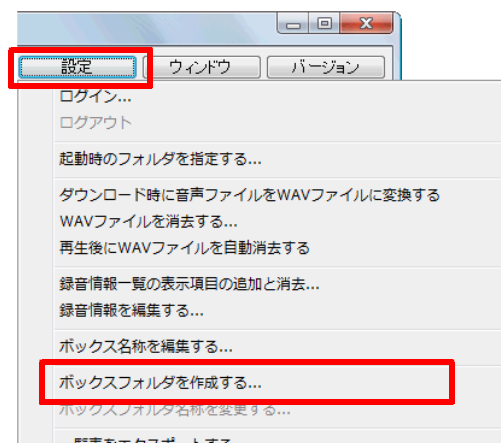 設定 ウィンドウ バージョン
ログイン...
ログアウト
起動時のフォルダを指定する...
ダウンロード時に音声ファイルをWAVファイルに変換する
WAVファイルを消去する...
再生後にWAVファイルを自動消去する
録音情報一覧の表示項目の追加と消去...
録音情報を編集する...
ボックス名称を編集する...
ボックスフォルダを作成する...
ボックスフォルダ名称を変更する...